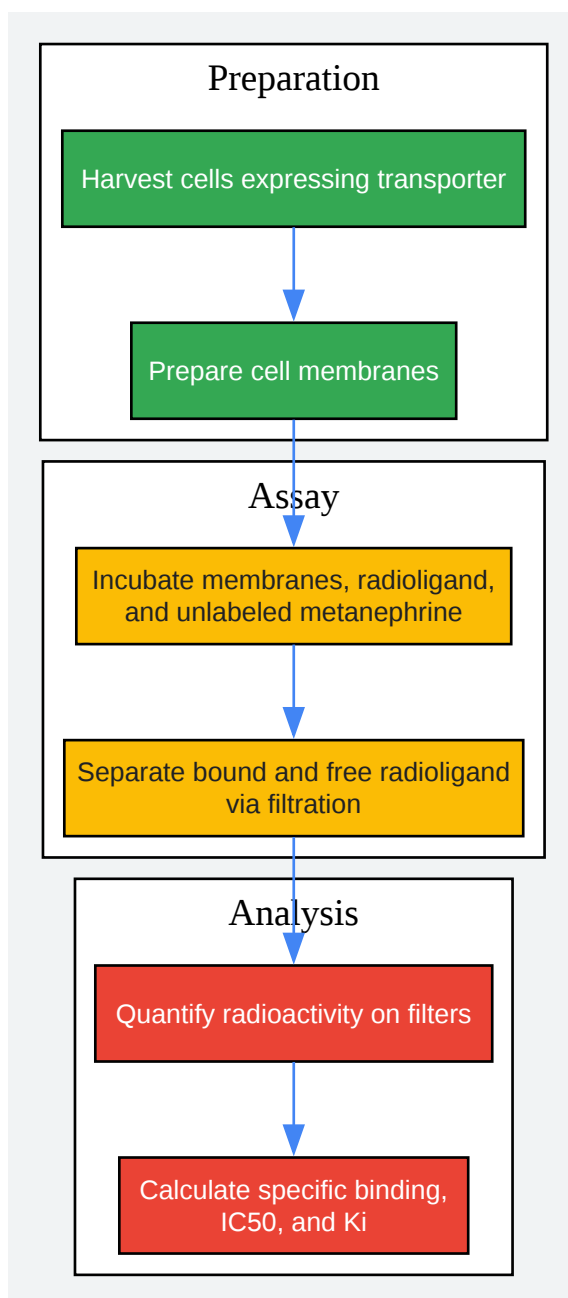 Preparation
Harvest cells expressing transporter
Prepare cell membranes
Assay
Incubate membranes, radioligand,
and unlabeled metanephrine
Separate bound and free radioligand
via filtration
Analysis
Quantify radioactivity on filters
Calculate specific binding,
IC50, and Ki